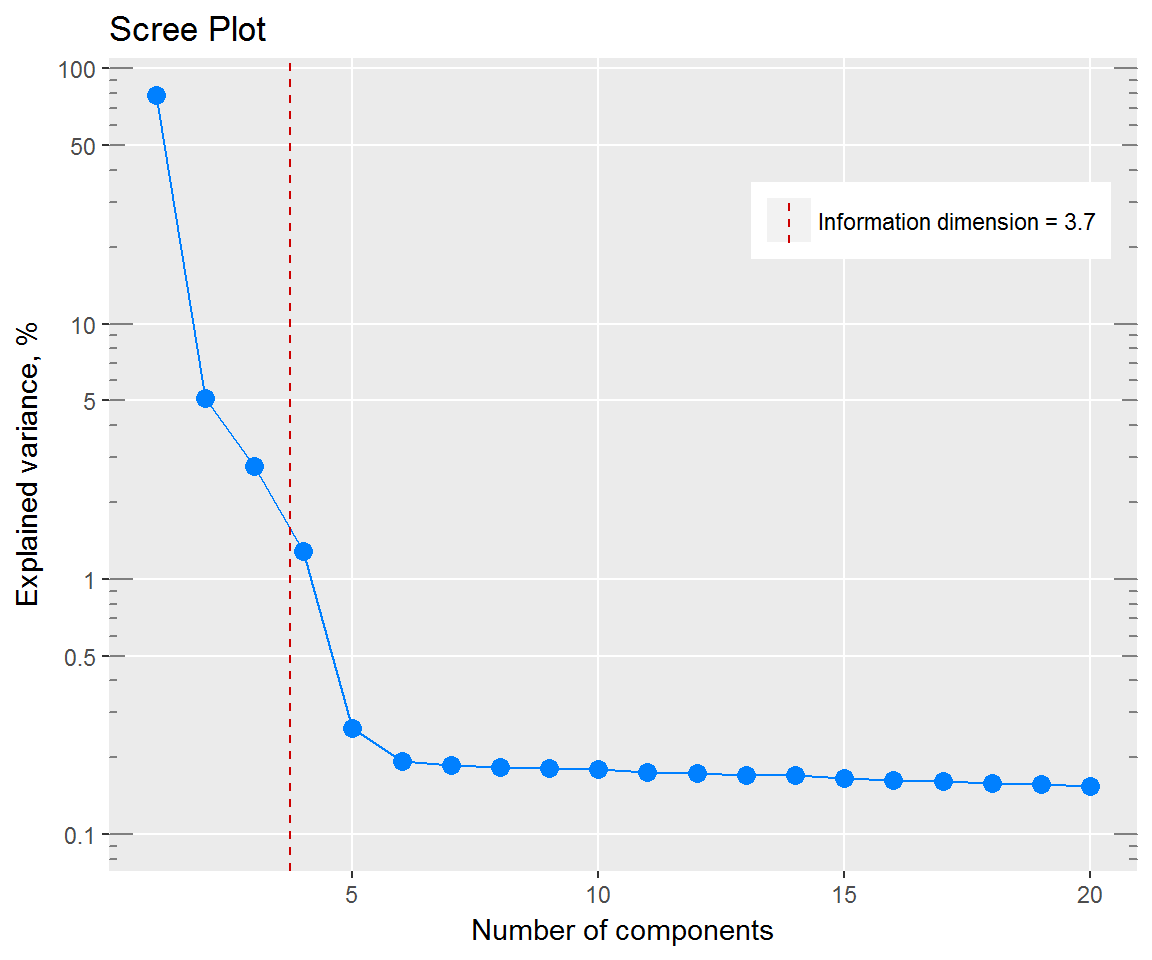 Scree Plot
100
50
10
5
1
0.5
0.1
Explained variance, %
Information dimension = 3.7
5
10
15
20
Number of components